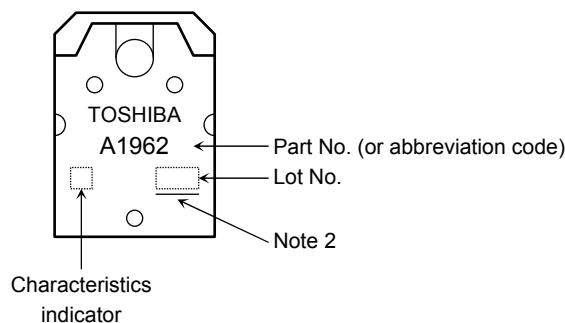 TOSHIBA
A1962
Part No. (or abbreviation code)
Lot No.
Note 2
Characteristics
indicator